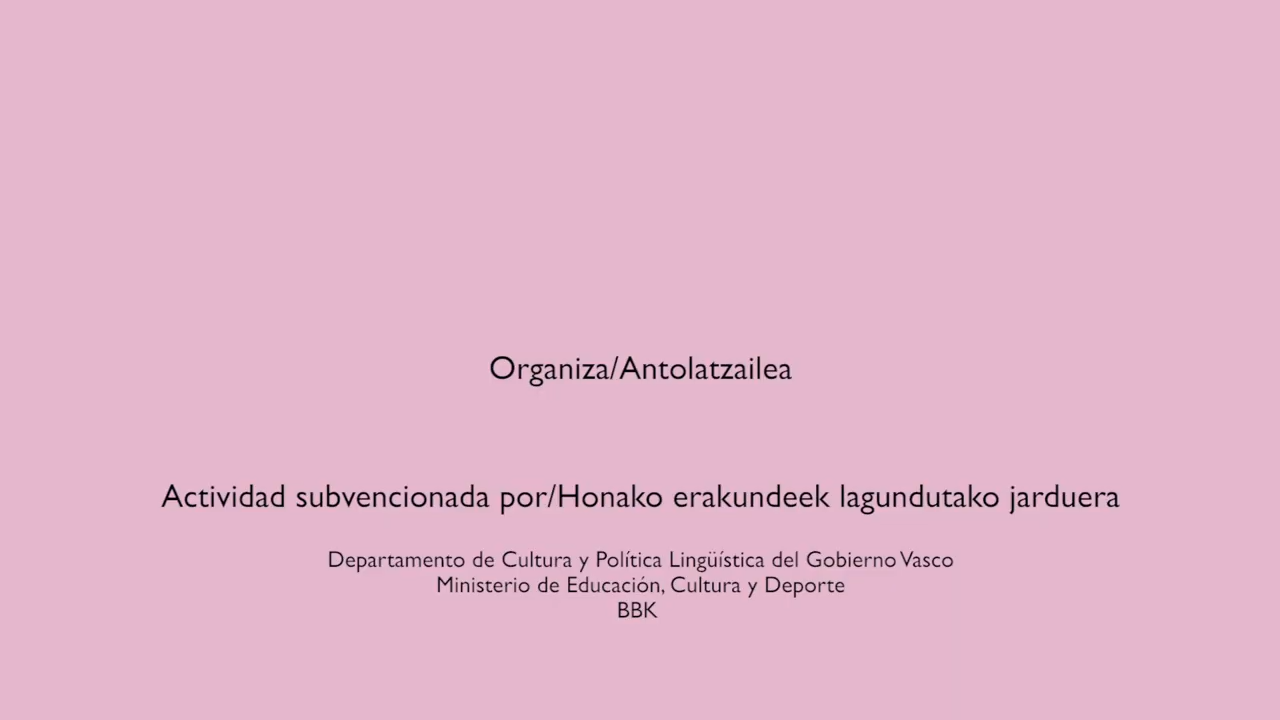 Organiza/Antolatzailea
Actividad subvencionada por/Honako erakundeek lagundutako jarduera
Departamento de Cultura y Política Lingüística del Gobierno Vasco
Ministerio de Educación, Cultura y Deporte
BBK